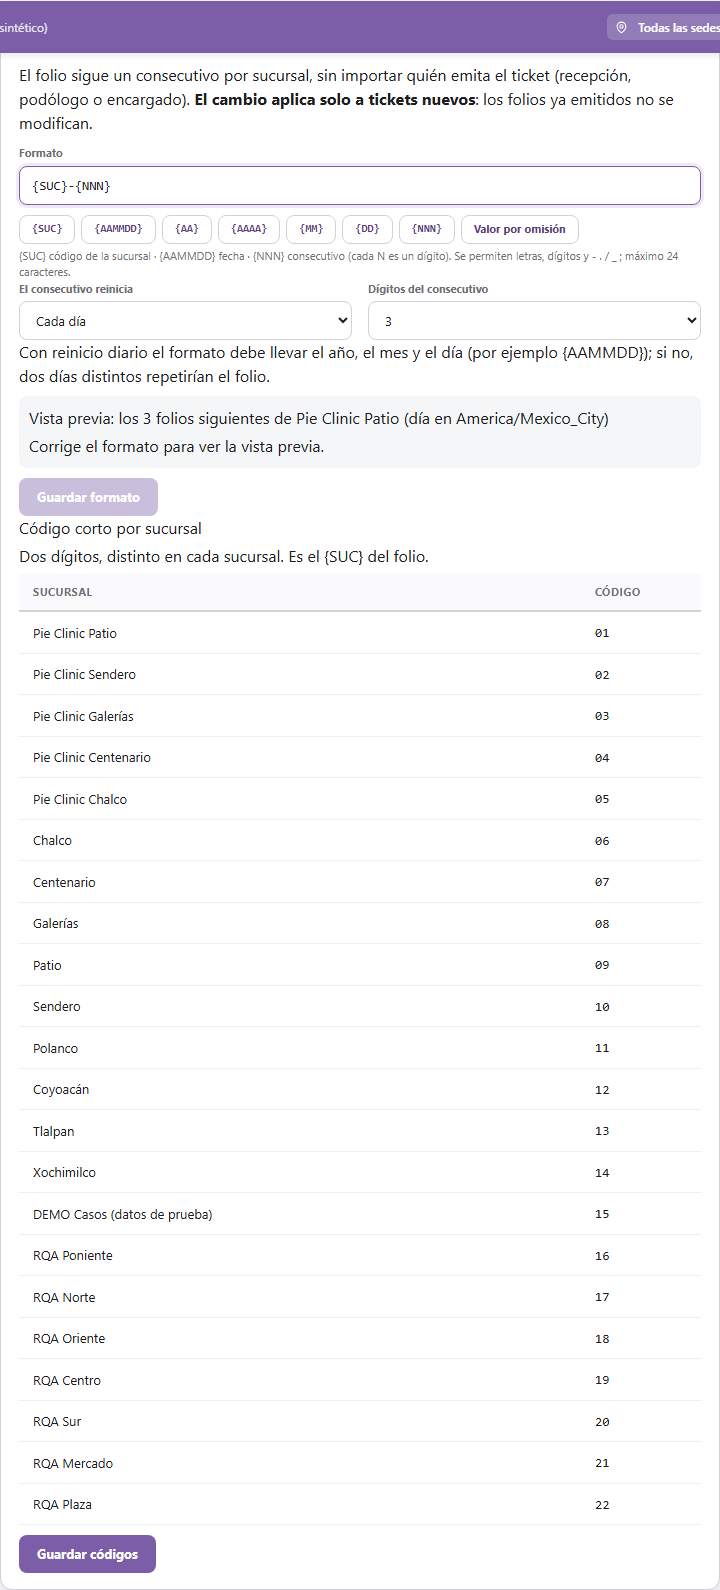 sintético)
Todas las sedes
El folio sigue un consecutivo por sucursal, sin importar quién emita el ticket (recepción,
podólogo o encargado). El cambio aplica solo a tickets nuevos: los folios ya emitidos no se
modifican.
Formato
{SUC}-{NNN}
{SUC} {AAMMDD} {AA} {AAAA} {MM} {DD} {NNN} Valor por omisión
{SUC} código de la sucursal · {AAMMDD} fecha · {NNN} consecutivo (cada N es un dígito). Se permiten letras, dígitos y - . / _ ; máximo 24
caracteres.
El consecutivo reinicia
Dígitos del consecutivo
Cada día
3
Con reinicio diario el formato debe llevar el año, el mes y el día (por ejemplo {AAMMDD}); si no,
dos días distintos repetirían el folio.
Vista previa: los 3 folios siguientes de Pie Clinic Patio (día en America/Mexico_City)
Corrige el formato para ver la vista previa.
Guardar formato
Código corto por sucursal
Dos dígitos, distinto en cada sucursal. Es el {SUC} del folio.
SUCURSAL CÓDIGO
Pie Clinic Patio 01
Pie Clinic Sendero 02
Pie Clinic Galerías 03
Pie Clinic Centenario 04
Pie Clinic Chalco 05
Chalco 06
Centenario 07
Galerías 08
Patio 09
Sendero 10
Polanco 11
Coyoacán 12
Tlalpan 13
Xochimilco 14
DEMO Casos (datos de prueba) 15
RQA Poniente 16
RQA Norte 17
RQA Oriente 18
RQA Centro 19
RQA Sur 20
RQA Mercado 21
RQA Plaza 22
Guardar códigos